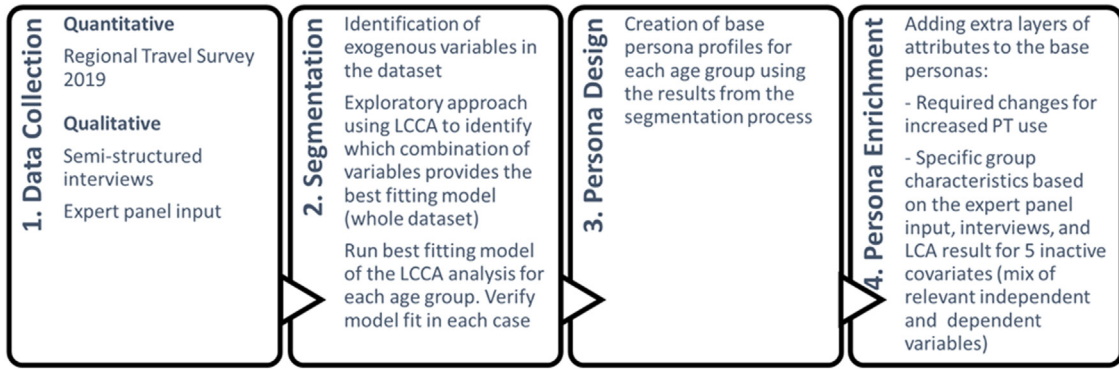 1. Data Collection
Quantitative
Regional Travel Survey
2019
Qualitative
Semi-structured
interviews
Expert panel input
2. Segmentation
Identification of
exogenous variables in
the dataset
Exploratory approach
using LCCA to identify
which combination of
variables provides the
best fitting model
(whole dataset)
Run best fitting model
of the LCCA analysis for
each age group. Verify
model fit in each case
3. Persona Design
Creation of base
persona profiles for
each age group using
the results from the
segmentation process
4. Persona Enrichment
Adding extra layers of
attributes to the base
personas:
- Required changes for
increased PT use
- Specific group
characteristics based
on the expert panel
input, interviews, and
LCA result for 5 inactive
covariates (mix of
relevant independent
and dependent
variables)